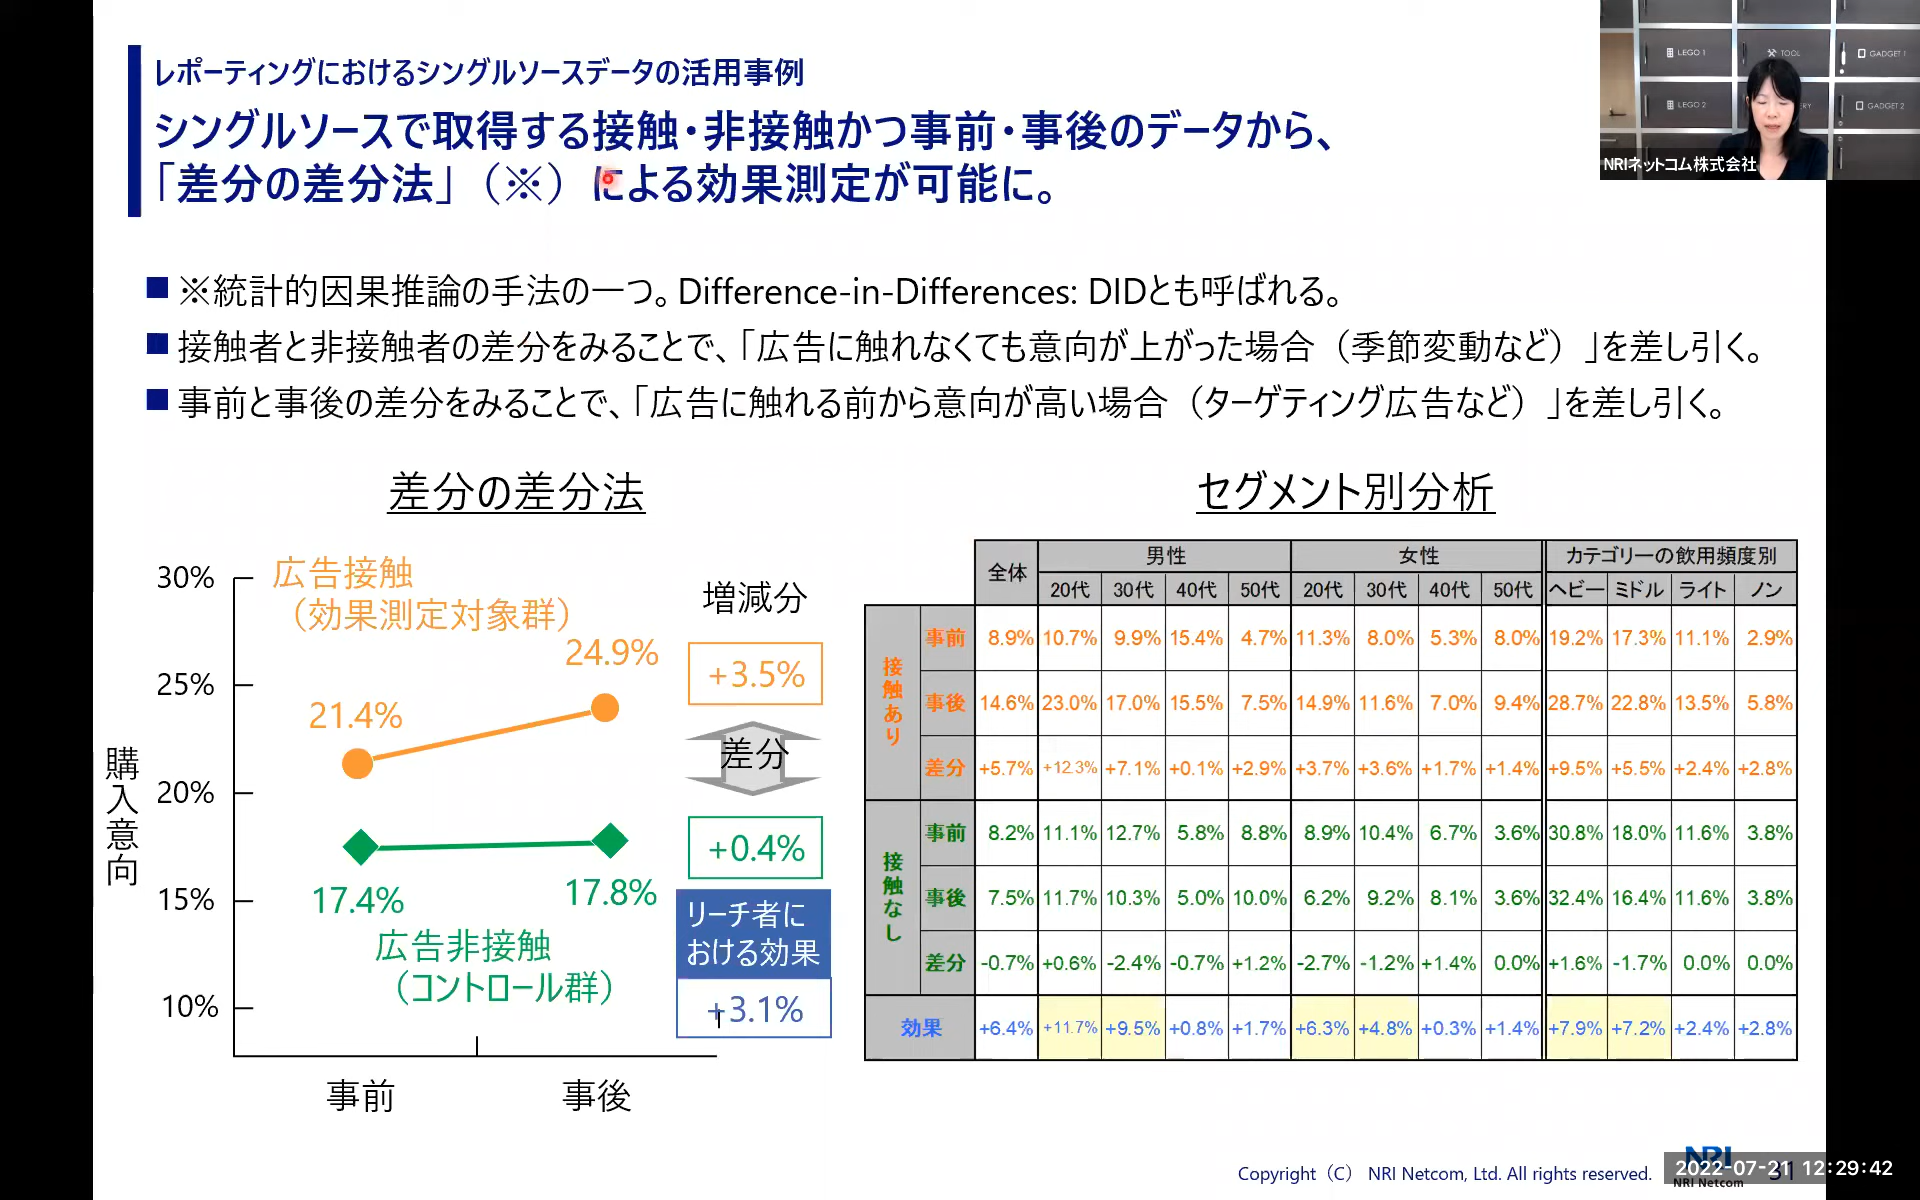 レポーティングにおけるシングルソースデータの活用事例
シングルソースで取得する接触・非接触かつ事前・事後のデータから、
「差分の差分法」（※）による効果測定が可能に。
LEGO 1
TOOL
GADGET 1
LEGO 2
GADGET 2
NRIネットコム株式会社
※統計的因果推論の手法の一つ。Difference-in-Differences: DIDとも呼ばれる。
接触者と非接触者の差分をみることで、「広告に触れなくても意向が上がった場合（季節変動など）」を差し引く。
事前と事後の差分をみることで、「広告に触れる前から意向が高い場合（ターゲティング広告など）」を差し引く。
差分の差分法
購入意向
30%
25%
20%
15%
10%
広告接触
（効果測定対象群）
21.4%
24.9%
17.4%
17.8%
広告非接触
（コントロール群）
事前
事後
増減分
+3.5%
差分
+0.4%
リーチ者に
おける効果
+3.1%
セグメント別分析
全体 男性 女性 カテゴリーの飲用頻度別
20代 30代 40代 50代 20代 30代 40代 50代 ヘビー ミドル ライト ノン
接触あり
事前 8.9% 10.7% 9.9% 15.4% 4.7% 11.3% 8.0% 5.3% 8.0% 19.2% 17.3% 11.1% 2.9%
事後 14.6% 23.0% 17.0% 15.5% 7.5% 14.9% 11.6% 7.0% 9.4% 28.7% 22.8% 13.5% 5.8%
差分 +5.7% +12.3% +7.1% +0.1% +2.9% +3.7% +3.6% +1.7% +1.4% +9.5% +5.5% +2.4% +2.8%
接触なし
事前 8.2% 11.1% 12.7% 5.8% 8.8% 8.9% 10.4% 6.7% 3.6% 30.8% 18.0% 11.6% 3.8%
事後 7.5% 11.7% 10.3% 5.0% 10.0% 6.2% 9.2% 8.1% 3.6% 32.4% 16.4% 11.6% 3.8%
差分 -0.7% +0.6% -2.4% -0.7% +1.2% -2.7% -1.2% +1.4% 0.0% +1.6% -1.7% 0.0% 0.0%
効果 +6.4% +11.7% +9.5% +0.8% +1.7% +6.3% +4.8% +0.3% +1.4% +7.9% +7.2% +2.4% +2.8%
Copyright（C） NRI Netcom, Ltd. All rights reserved.
NRI
NRI Netcom
31
2022-07-21 12:29:42